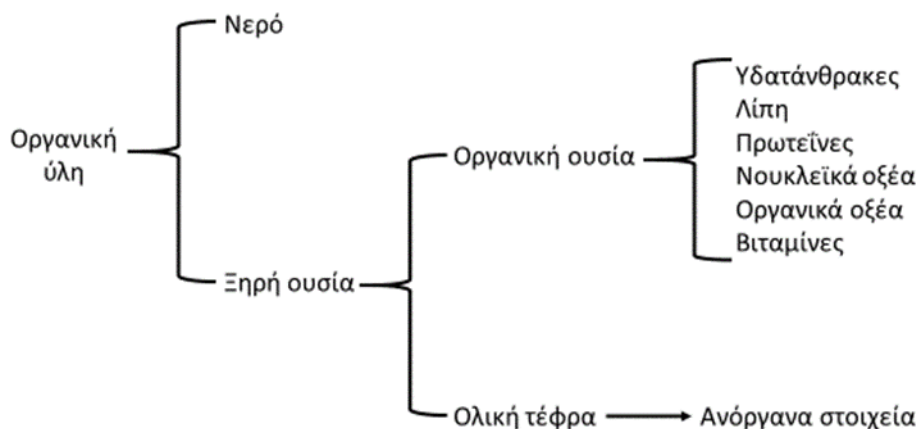 Νερό
Οργανική
ύλη
Ξηρή ουσία
Οργανική ουσία
Υδατάνθρακες
Λίπη
Πρωτεΐνες
Νουκλεϊκά οξέα
Οργανικά οξέα
Βιταμίνες
Ολική τέφρα
Ανόργανα στοιχεία